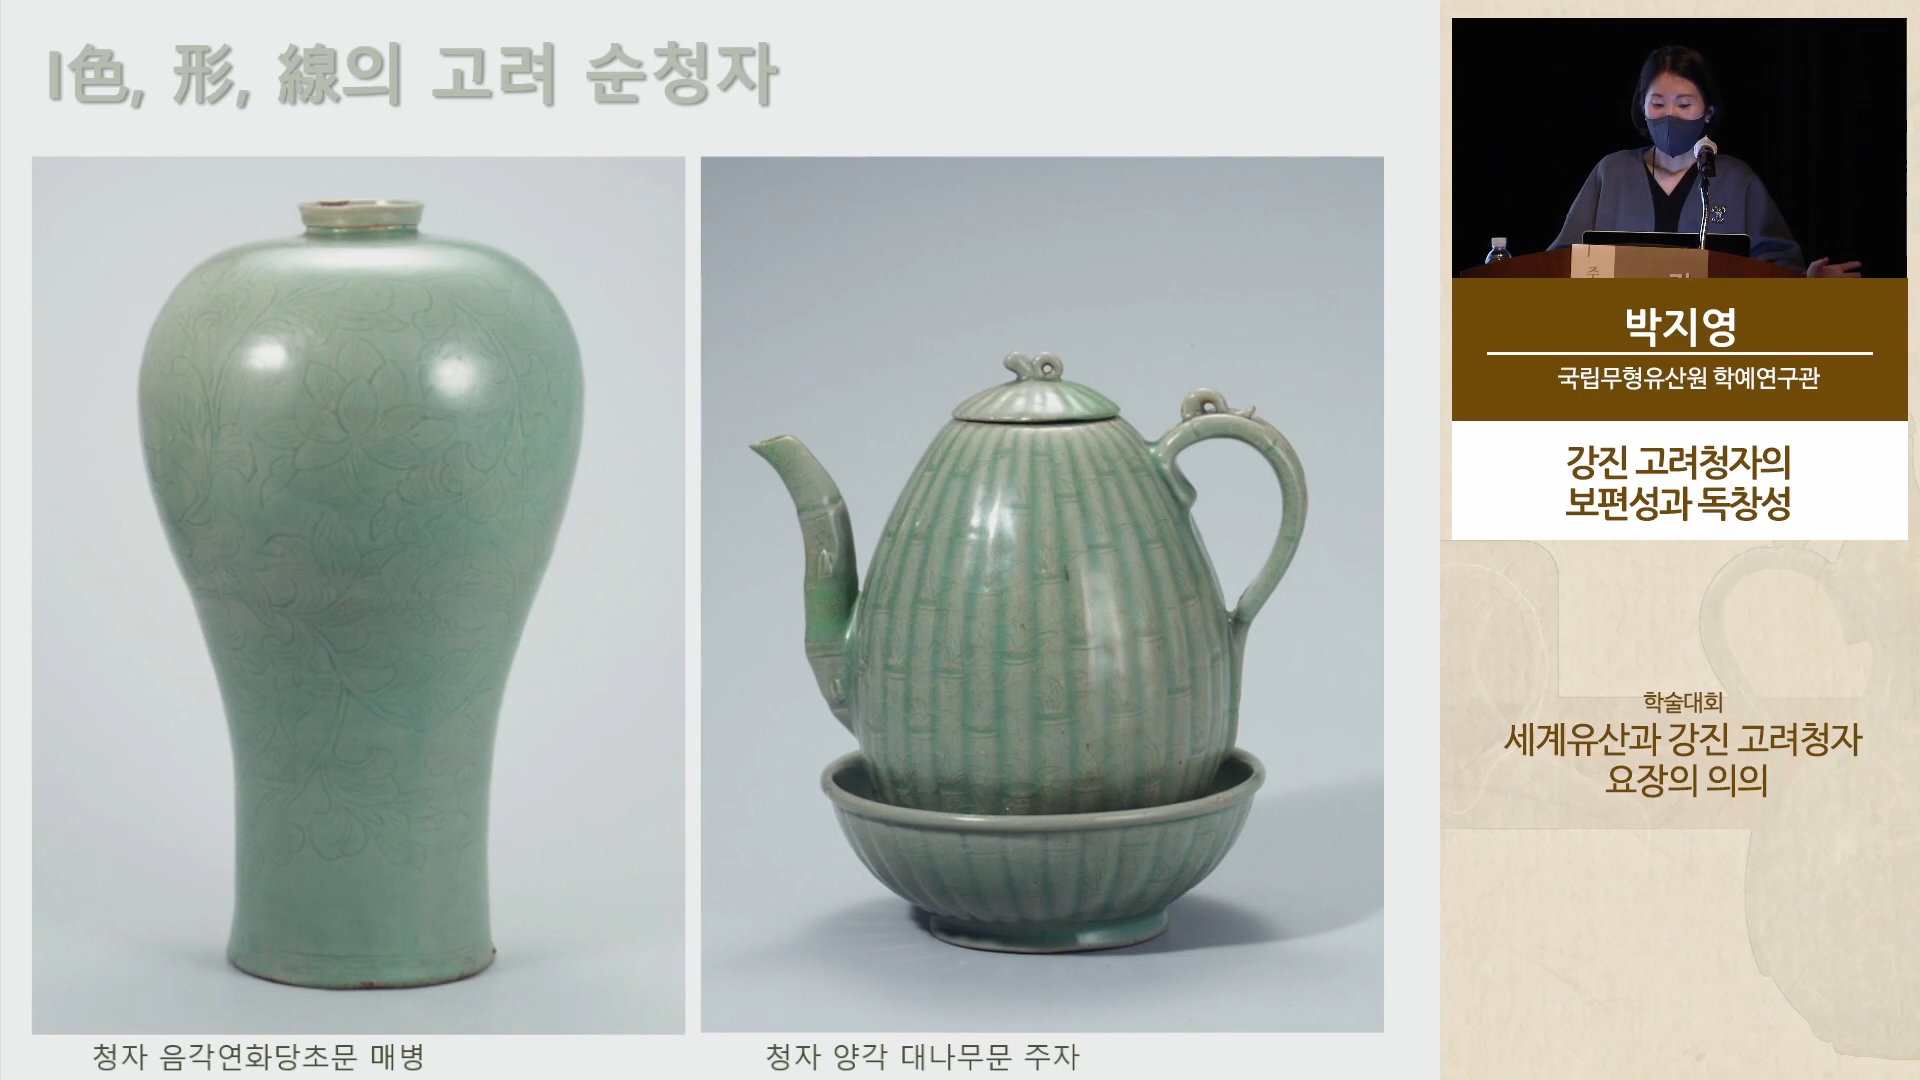 I色, 形, 線의 고려 순청자
청자 음각연화당초문 매병
청자 양각 대나무문 주자
박지영
국립무형유산원 학예연구관
강진 고려청자의
보편성과 독창성
학술대회
세계유산과 강진 고려청자
요장의 의의